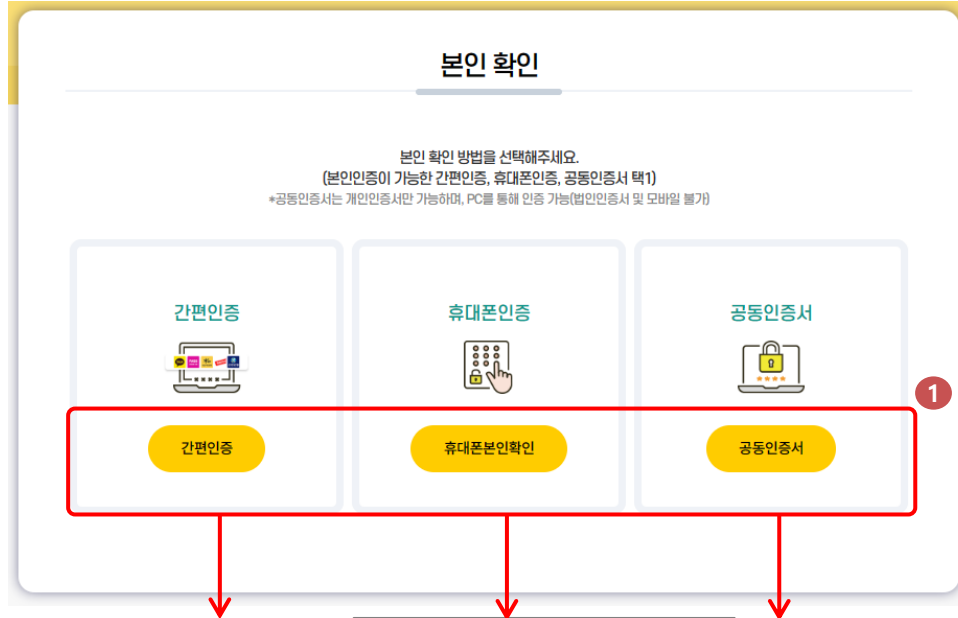 본인 확인
본인 확인 방법을 선택해주세요.
(본인인증이 가능한 간편인증, 휴대폰인증, 공동인증서 택1)
*공동인증서는 개인인증서만 가능하며, PC를 통해 인증 가능(법인인증서 및 모바일 불가)
간편인증
휴대폰인증
공동인증서
1
간편인증
휴대폰본인확인
공동인증서